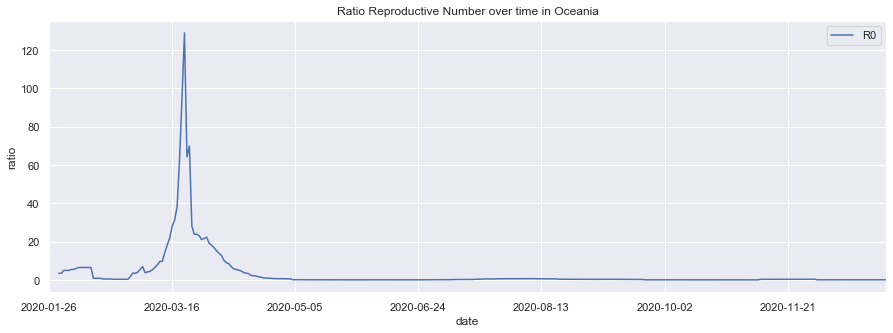 Ratio Reproductive Number over time in Oceania
R0
120
100
80
60
40
20
0
ratio
2020-01-26 2020-03-16 2020-05-05 2020-06-24 2020-08-13 2020-10-02 2020-11-21
date